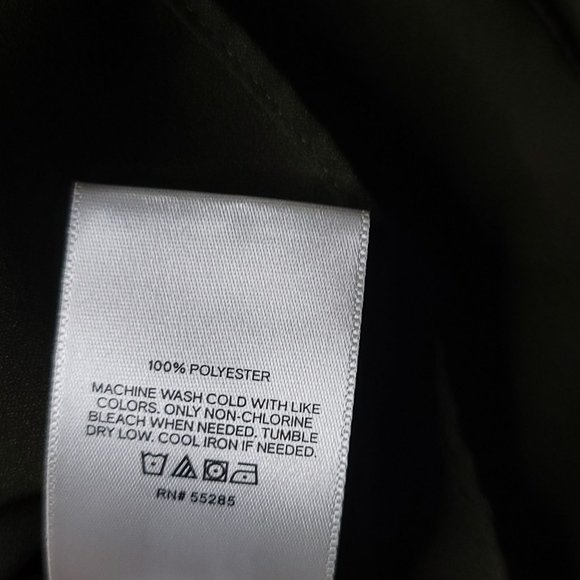 100% POLYESTER
MACHINE WASH COLD WITH LIKE
COLORS. ONLY NON-CHLORINE
BLEACH WHEN NEEDED. TUMBLE
DRY LOW. COOL IRON IF NEEDED.
RN# 55285